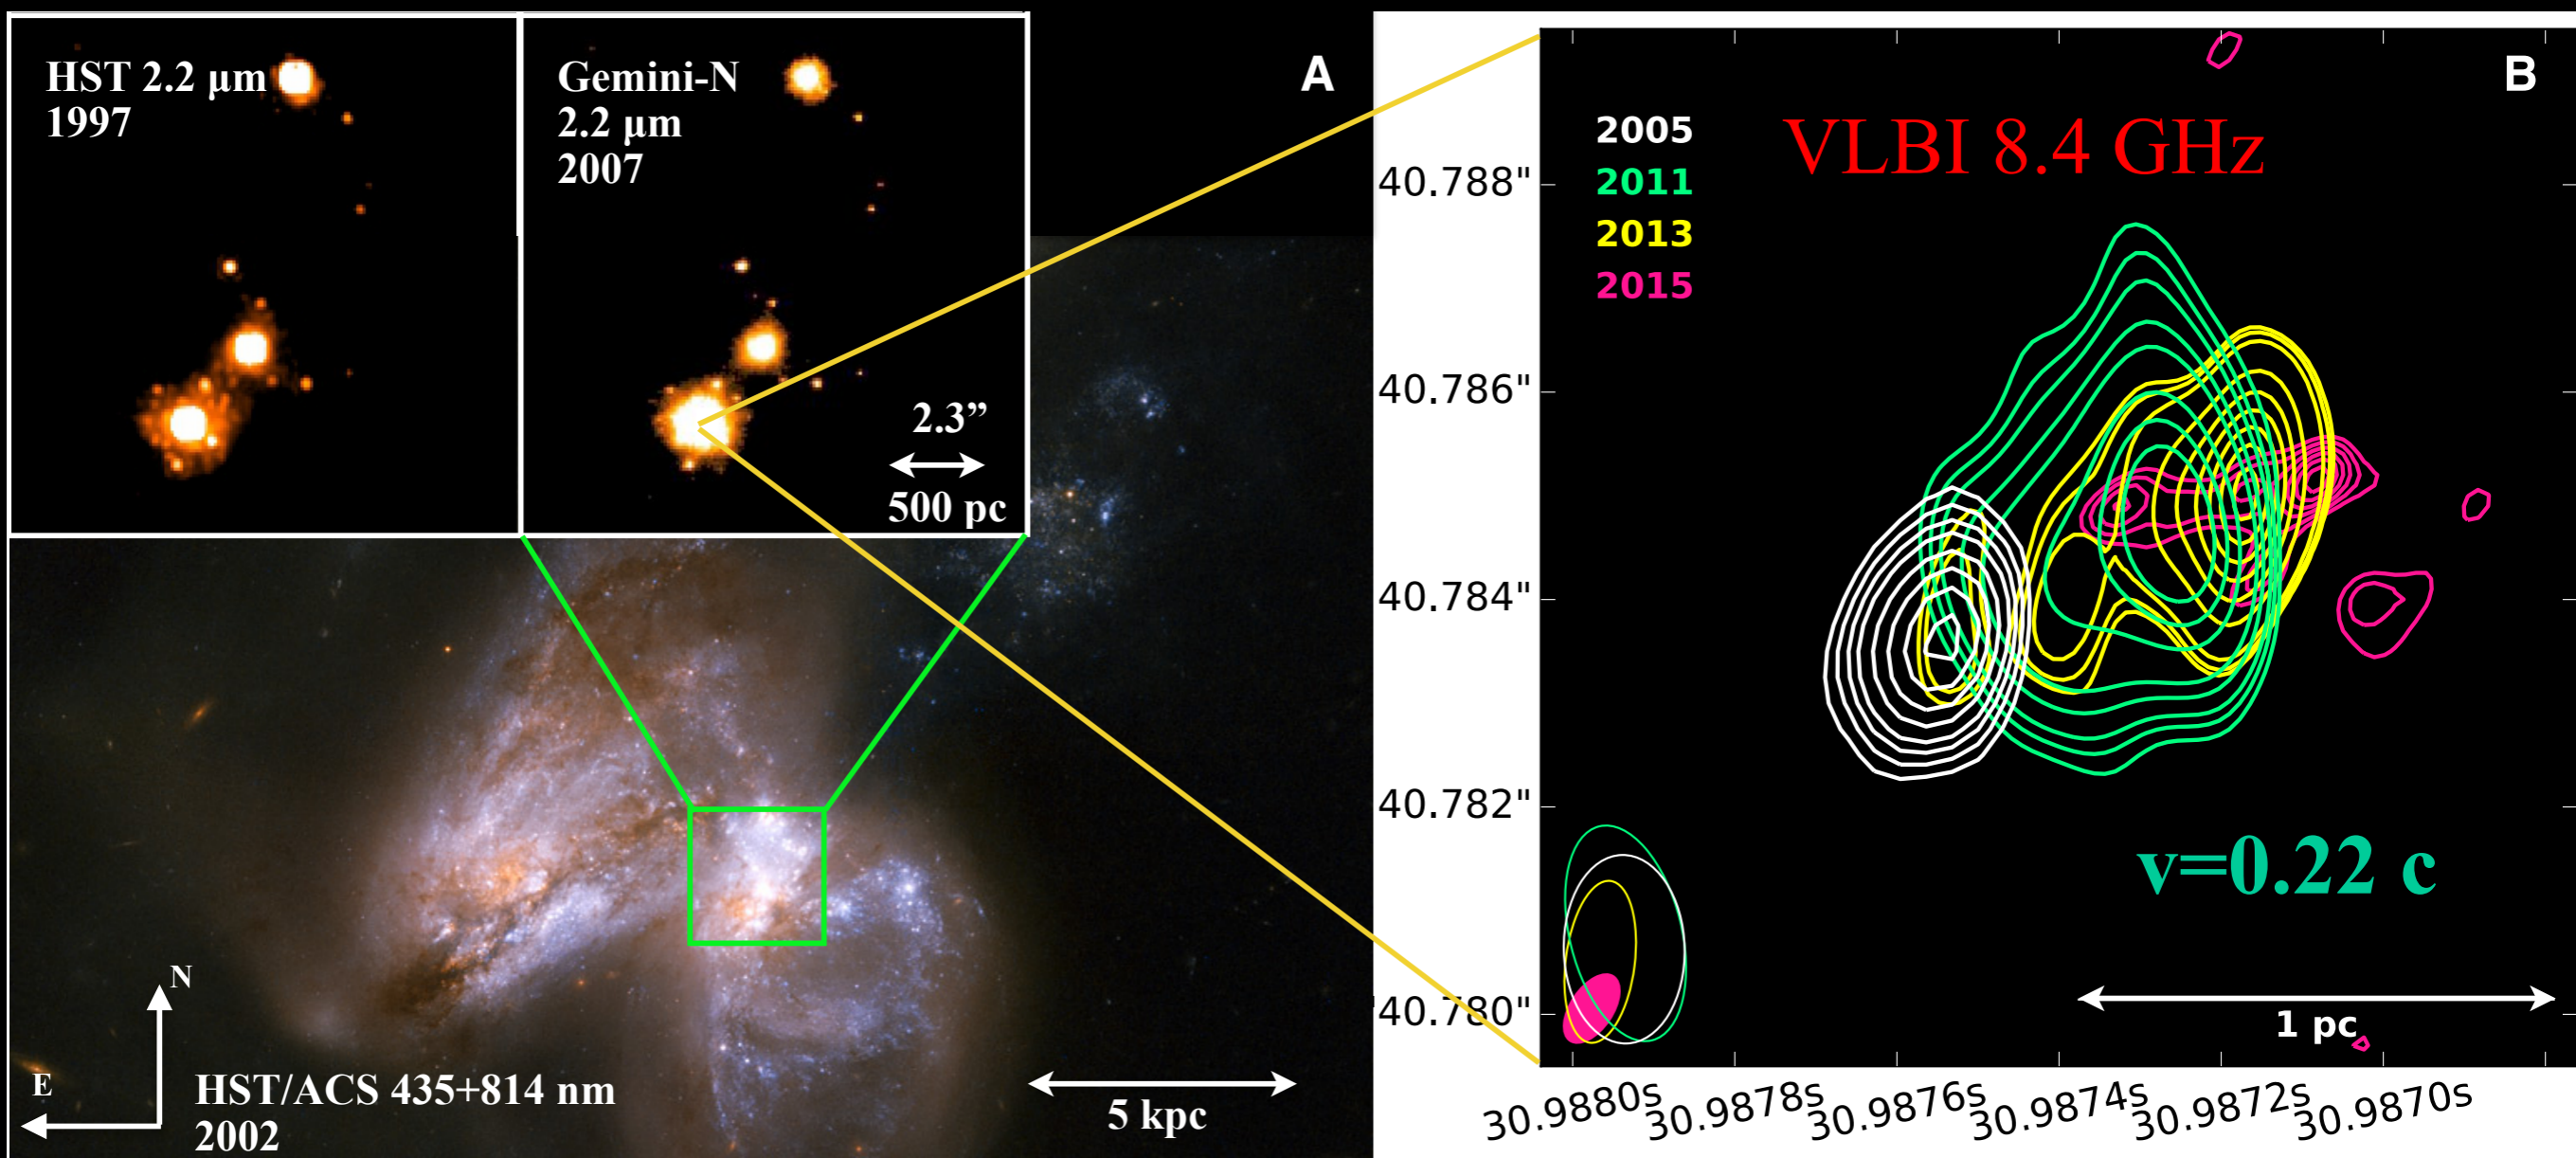 HST 2.2 μm
1997
Gemini-N
2.2 μm
2007
2.3”
500 pc
A
N
E
HST/ACS 435+814 nm
2002
5 kpc
B
2005
2011
2013
2015
VLBI 8.4 GHz
40.788"
40.786"
40.784"
40.782"
40.780"
v=0.22 c
1 pc
30.9880s
30.9878s
30.9876s
30.9874s
30.9872s
30.9870s